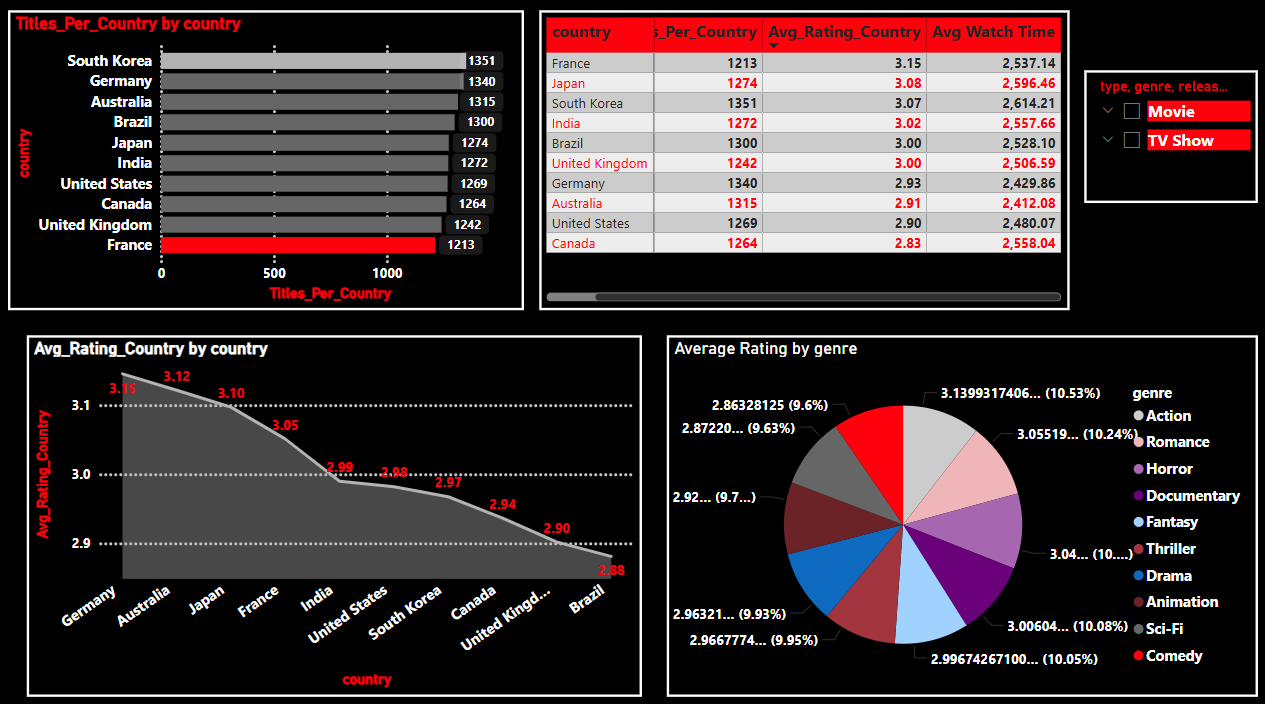 Titles_Per_Country by country
country
South Korea 1351
Germany 1340
Australia 1315
Brazil 1300
Japan 1274
India 1272
United States 1269
Canada 1264
United Kingdom 1242
France 1213
0 500 1000
Titles_Per_Country
country s_Per_Country Avg_Rating_Country Avg Watch Time
France 1213 3.15 2,537.14
Japan 1274 3.08 2,596.46
South Korea 1351 3.07 2,614.21
India 1272 3.02 2,557.66
Brazil 1300 3.00 2,528.10
United Kingdom 1242 3.00 2,506.59
Germany 1340 2.93 2,429.86
Australia 1315 2.91 2,412.08
United States 1269 2.90 2,480.07
Canada 1264 2.83 2,558.04
type, genre, releas...
Movie
TV Show
Avg_Rating_Country by country
Avg_Rating_Country
3.1
3.0
2.9
3.15 3.12 3.10 3.05 2.99 2.98 2.97 2.94 2.90 2.88
Germany Australia Japan France India United States South Korea Canada United Kingd... Brazil
country
Average Rating by genre
3.1399317406... (10.53%)
3.05519... (10.24%)
3.04... (10....)
3.00604... (10.08%)
2.99674267100... (10.05%)
2.9667774... (9.95%)
2.96321... (9.93%)
2.92... (9.7...)
2.87220... (9.63%)
2.86328125 (9.6%)
genre
Action
Romance
Horror
Documentary
Fantasy
Thriller
Drama
Animation
Sci-Fi
Comedy